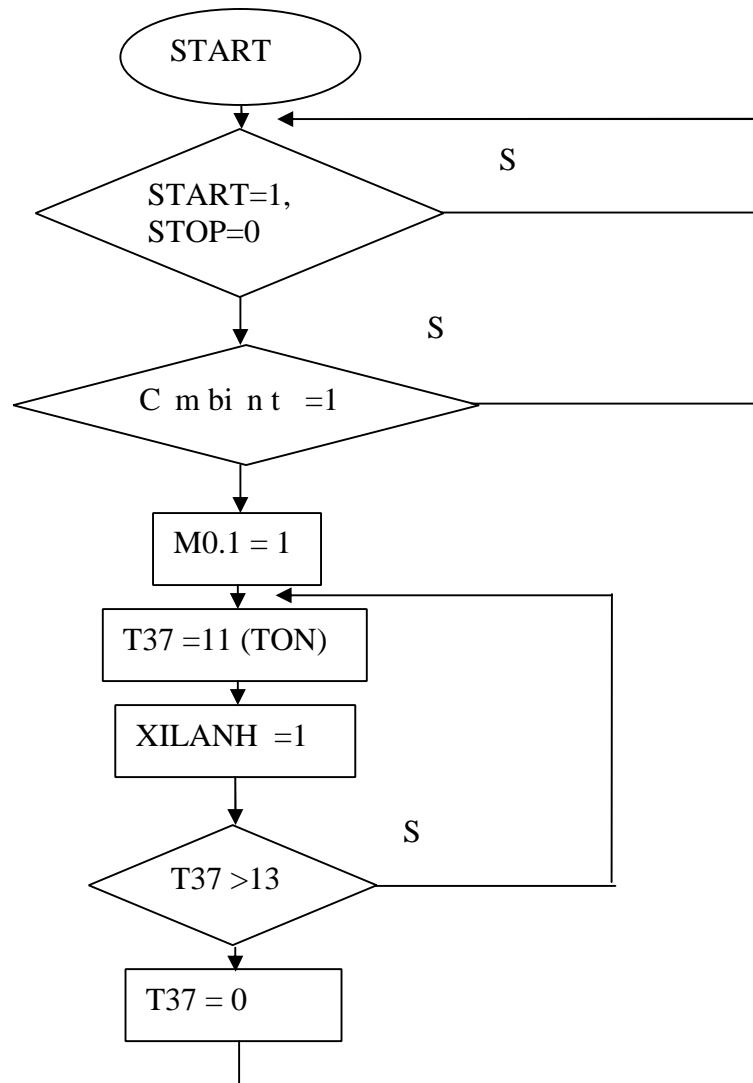 START
S
START=1,
STOP=0
S
C m bi n t =1
M0.1 = 1
T37 =11 (TON)
XILANH =1
S
T37 >13
T37 = 0